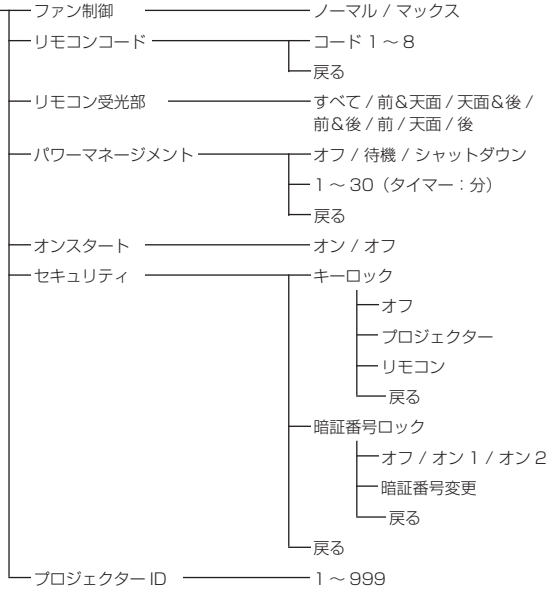 ファン制御 ノーマル / マックス
リモコンコード コード 1 ~ 8
戻る
リモコン受光部 すべて / 前&天面 / 天面&後 /
前&後 / 前 / 天面 / 後
パワーマネージメント オフ / 待機 / シャットダウン
1 ~ 30（タイマー：分）
戻る
オンスタート オン / オフ
セキュリティ キーロック
オフ
プロジェクター
リモコン
戻る
暗証番号ロック
オフ / オン 1 / オン 2
暗証番号変更
戻る
戻る
プロジェクター ID 1 ~ 999